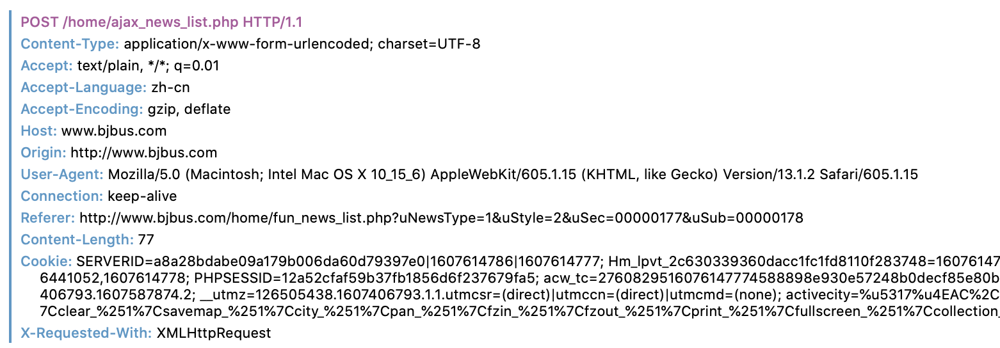 POST /home/ajax_news_list.php HTTP/1.1
Content-Type: application/x-www-form-urlencoded; charset=UTF-8
Accept: text/plain, */*; q=0.01
Accept-Language: zh-cn
Accept-Encoding: gzip, deflate
Host: www.bjbus.com
Origin: http://www.bjbus.com
User-Agent: Mozilla/5.0 (Macintosh; Intel Mac OS X 10_15_6) AppleWebKit/605.1.15 (KHTML, like Gecko) Version/13.1.2 Safari/605.1.15
Connection: keep-alive
Referer: http://www.bjbus.com/home/fun_news_list.php?uNewsType=1&uStyle=2&uSec=00000177&uSub=00000178
Content-Length: 77
Cookie: SERVERID=a8a28bdabe09a179b006da60d79397e0|1607614786|1607614777; Hm_lpvt_2c630339360dacc1fc1fd8110f283748=16076147
6441052,1607614778; PHPSESSID=12a52cfaf59b37fb1856d6f237679fa5; acw_tc=2760829516076147774588898e930e57248b0decf85e80b
406793.1607587874.2; __utmz=126505438.1607406793.1.1.utmcsr=(direct)|utmccn=(direct)|utmcmd=(none); activecity=%u5317%u4EAC%2C
7Cclear_%251%7Csavemap_%251%7Ccity_%251%7Cpan_%251%7Cfzin_%251%7Cfzout_%251%7Cprint_%251%7Cfullscreen_%251%7Ccollection_
X-Requested-With: XMLHttpRequest